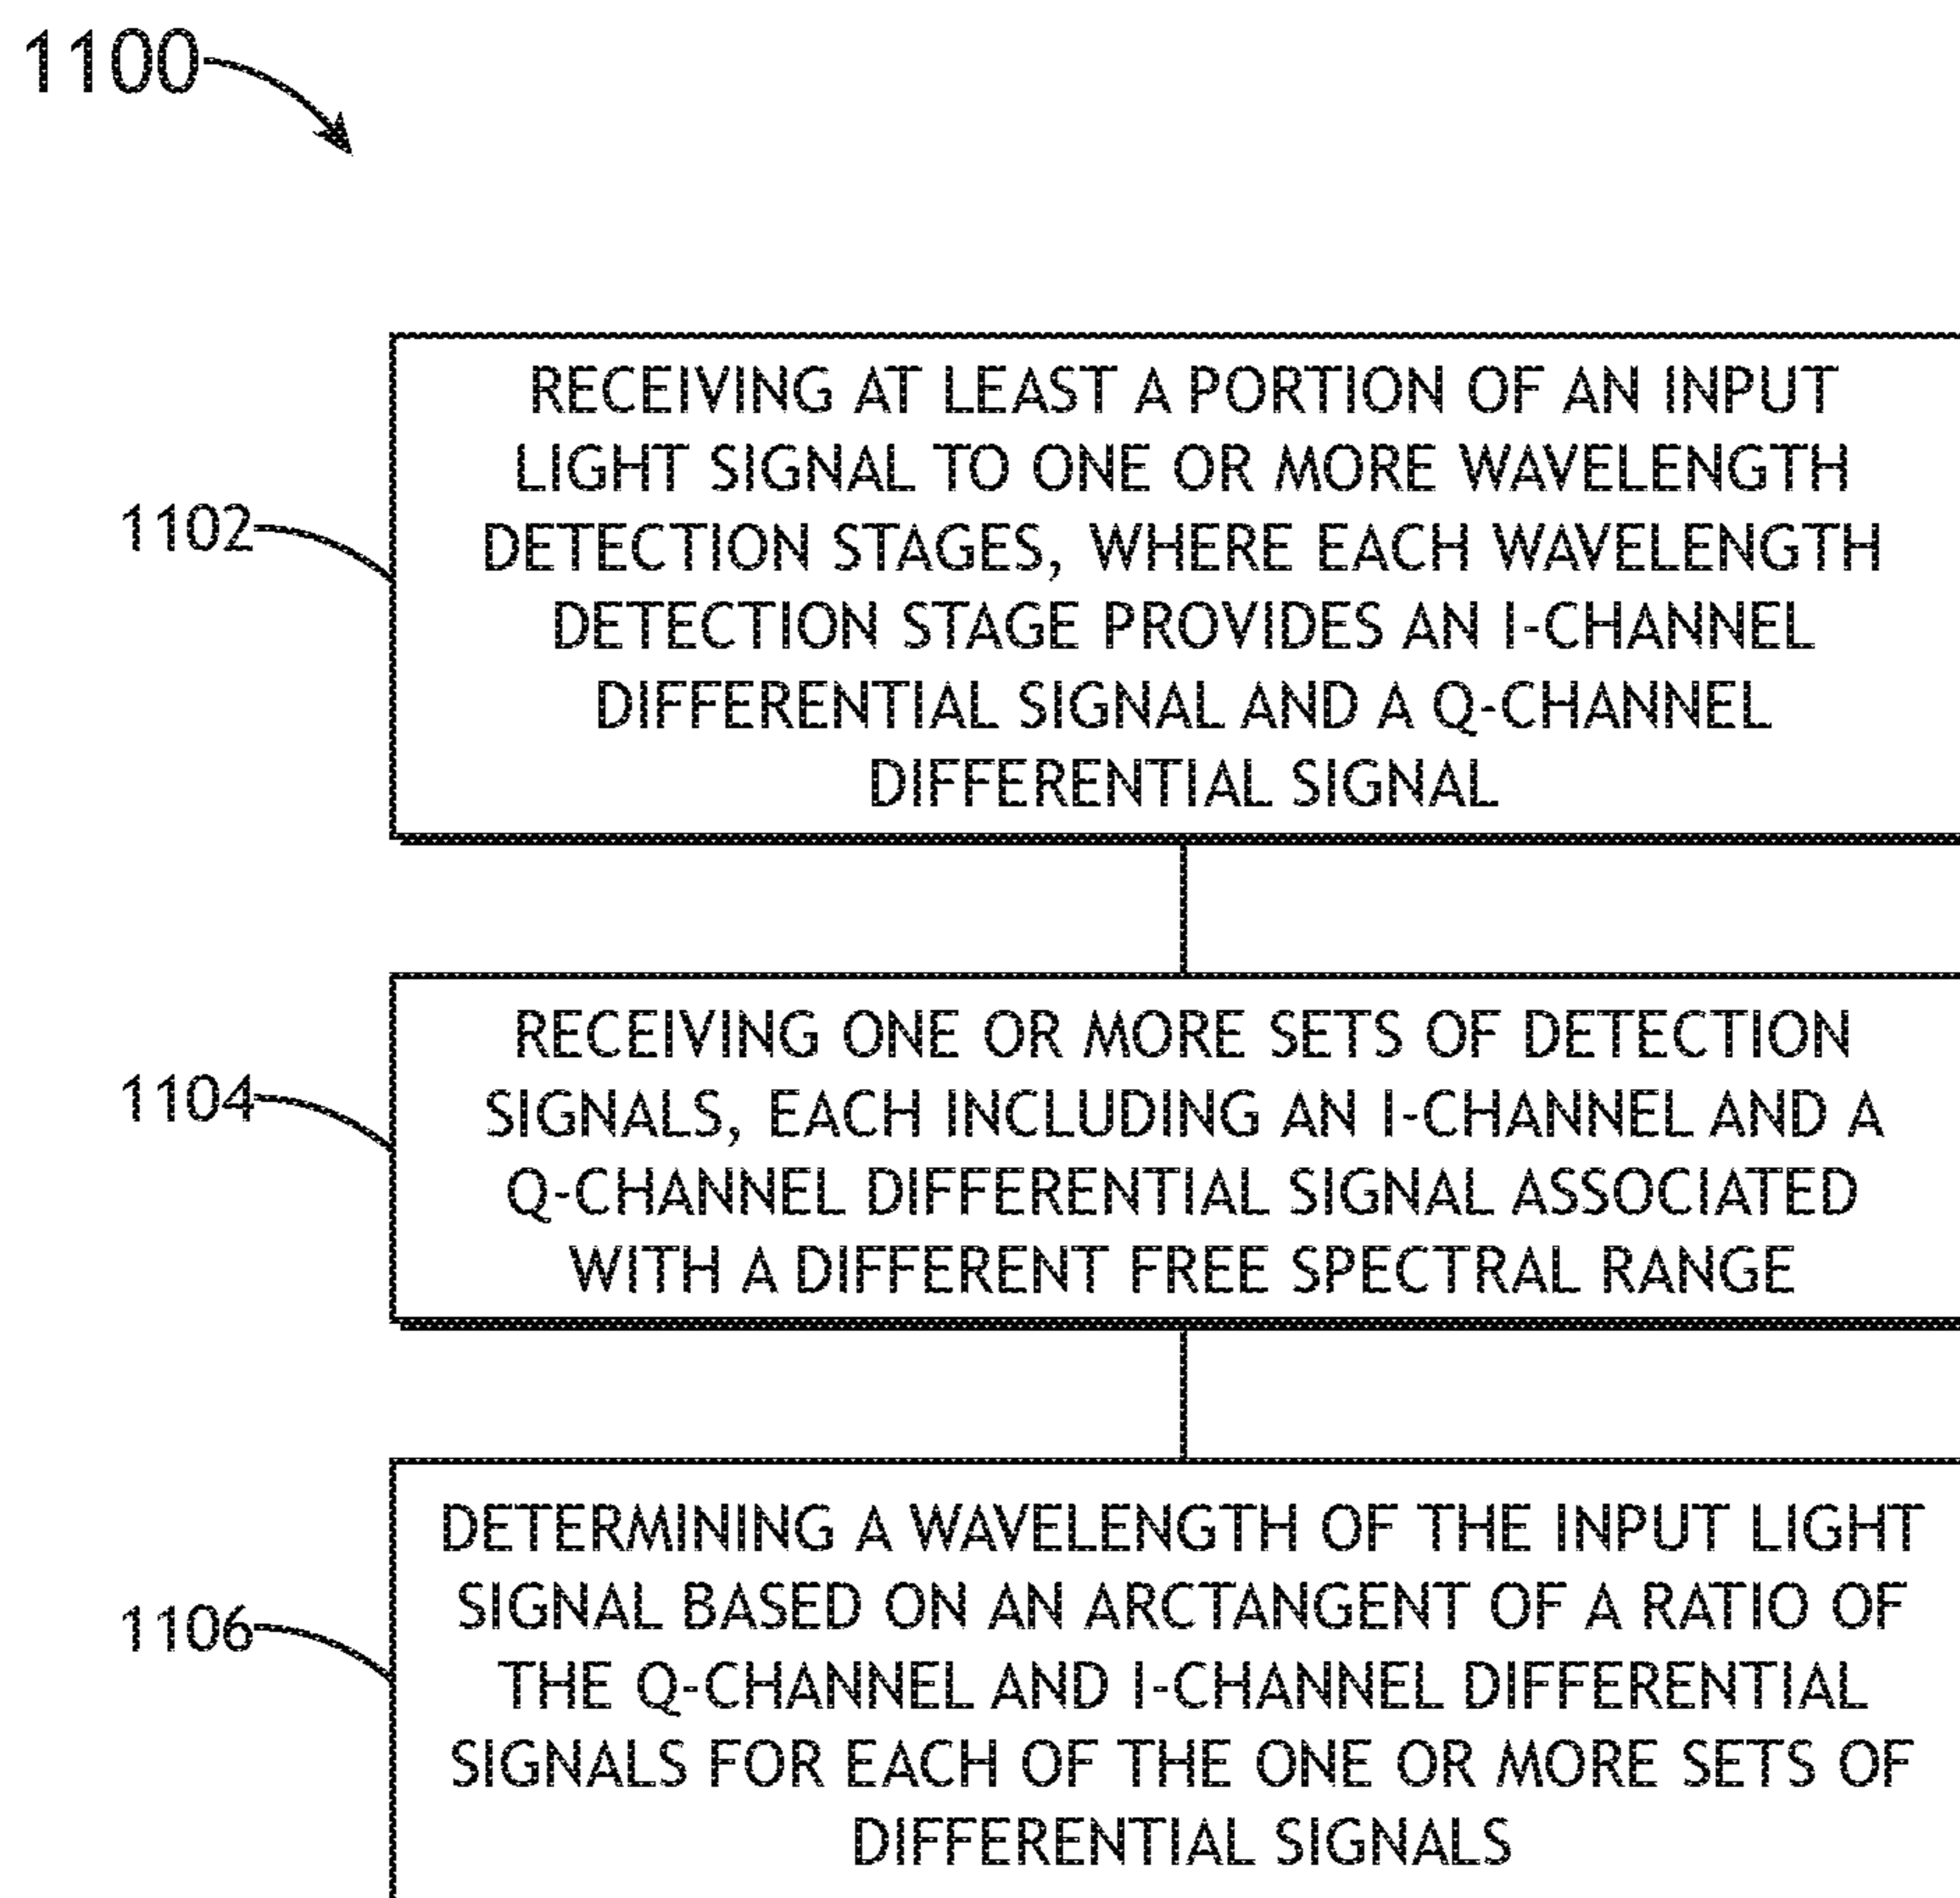 1100
RECEIVING AT LEAST A PORTION OF AN INPUT
LIGHT SIGNAL TO ONE OR MORE WAVELENGTH
1102
DETECTION STAGES, WHERE EACH WAVELENGTH
DETECTION STAGE PROVIDES AN I-CHANNEL
DIFFERENTIAL SIGNAL AND A Q-CHANNEL
DIFFERENTIAL SIGNAL
RECEIVING ONE OR MORE SETS OF DETECTION
1104
SIGNALS, EACH INCLUDING AN I-CHANNEL AND A
Q-CHANNEL DIFFERENTIAL SIGNAL ASSOCIATED
WITH A DIFFERENT FREE SPECTRAL RANGE
DETERMINING A WAVELENGTH OF THE INPUT LIGHT
SIGNAL BASED ON AN ARCTANGENT OF A RATIO OF
1106
THE Q-CHANNEL AND I-CHANNEL DIFFERENTIAL
SIGNALS FOR EACH OF THE ONE OR MORE SETS OF
DIFFERENTIAL SIGNALS